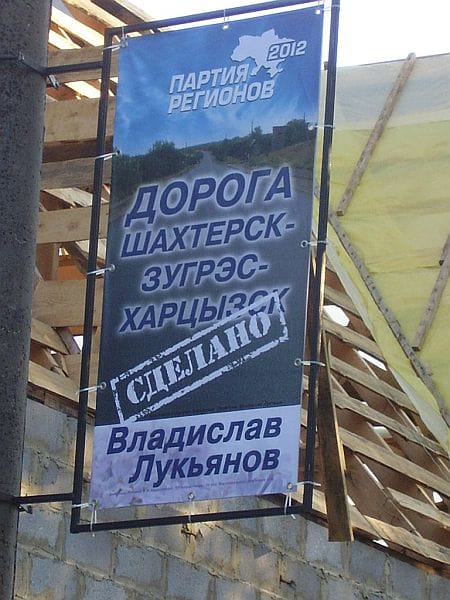 ПАРТИЯ 2012
РЕГИОНОВ
ДОРОГА
ШАХТЕРСК-
ЗУГРЭС-
ХАРЦЫЗСК
СДЕЛАНО
Владислав
Лукьянов